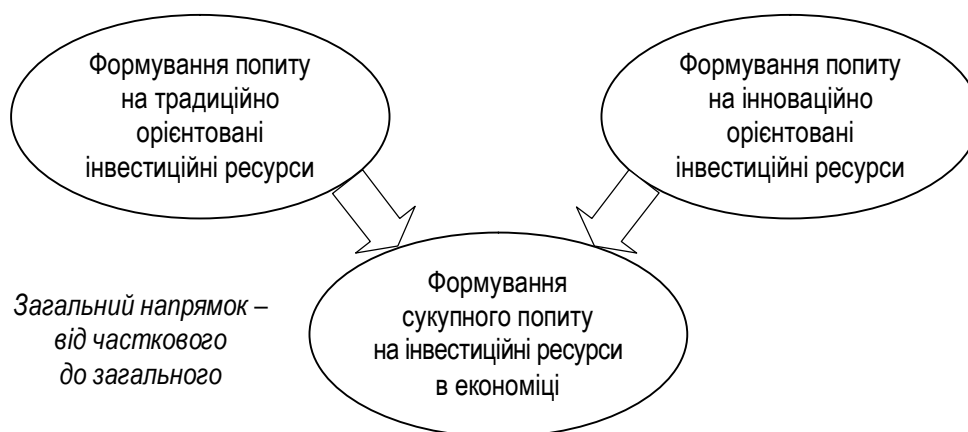 Формування попиту
на традиційно
орієнтовані
інвестиційні ресурси
Формування попиту
на інноваційно
орієнтовані
інвестиційні ресурси
Загальний напрямок –
від часткового
до загального
Формування
сукупного попиту
на інвестиційні ресурси
в економіці